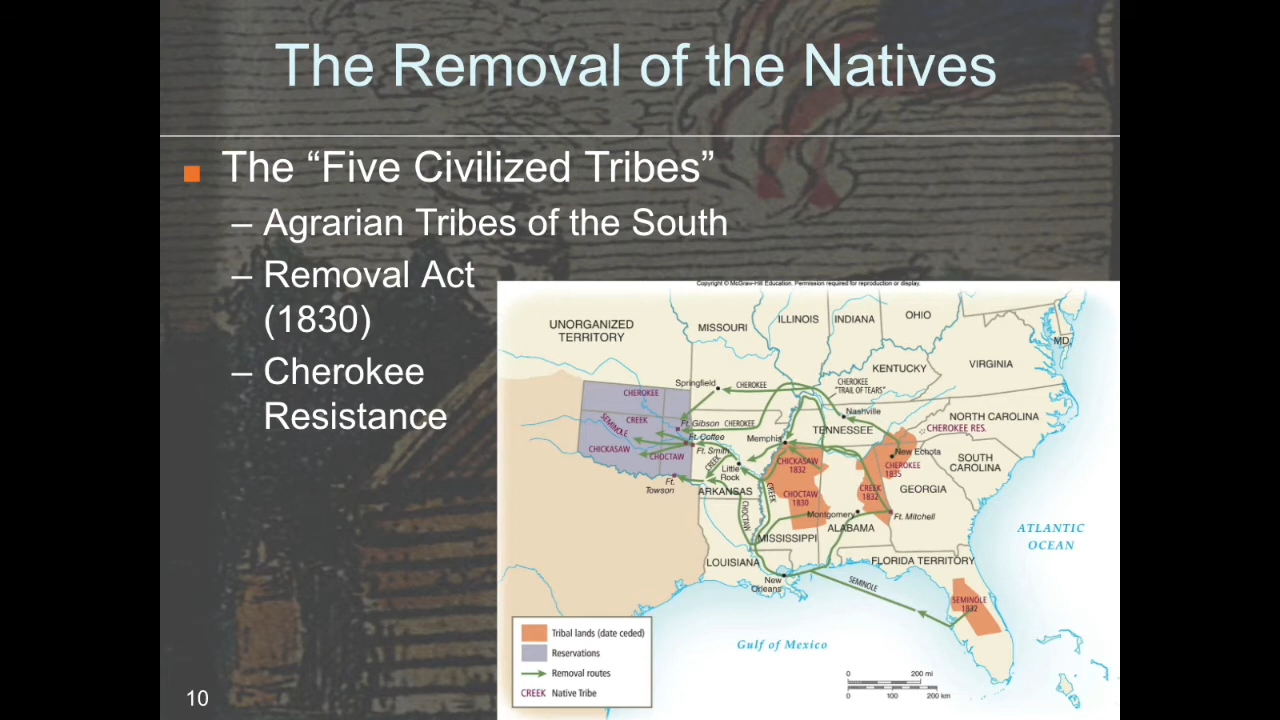 The Removal of the Natives
The “Five Civilized Tribes”
– Agrarian Tribes of the South
– Removal Act
(1830)
– Cherokee
Resistance
Copyright © McGraw-Hill Education. Permission required for reproduction or display.
UNORGANIZED
TERRITORY
MISSOURI
ILLINOIS
INDIANA
OHIO
MD.
VIRGINIA
KENTUCKY
Springfield
CHEROKEE
CHEROKEE
"TRAIL OF TEARS"
CHEROKEE
Nashville
NORTH CAROLINA
CHEROKEE RES.
CREEK
SEMINOLE
Ft. Gibson
CHEROKEE
TENNESSEE
Ft. Coffee
Memphis
CHICKASAW
CHOCTAW
Ft. Smith
New Echota
SOUTH
CAROLINA
CHICKASAW
1832
CHEROKEE
1835
CREEK
Little
Rock
Ft.
Towson
ARKANSAS
CREEK
CHOCTAW
1830
CREEK
1832
GEORGIA
CHOCTAW
Montgomery
Ft. Mitchell
ALABAMA
MISSISSIPPI
ATLANTIC
OCEAN
LOUISIANA
FLORIDA TERRITORY
New
Orleans
SEMINOLE
SEMINOLE
1832
Gulf of Mexico
Tribal lands (date ceded)
Reservations
Removal routes
CREEK Native Tribe
0 200 mi
0 100 200 km
10